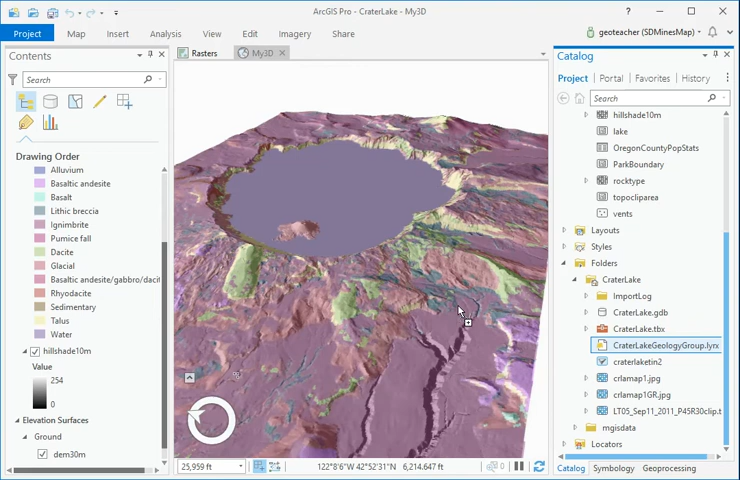 ArcGIS Pro - CraterLake - My3D
?
Project Map Insert Analysis View Edit Imagery Share
geoteacher (SDMinesMap)
Contents
Search
Drawing Order
Alluvium
Basaltic andesite
Basalt
Lithic breccia
Ignimbrite
Pumice fall
Dacite
Glacial
Basaltic andesite/gabbro/dacit
Rhyodacite
Sedimentary
Talus
Water
hillshade10m
Value
254
0
Elevation Surfaces
Ground
dem30m
Rasters
My3D
25,959 ft
122°8'6"W 42°52'31"N
6,214.647 ft
0
Catalog
Project Portal Favorites History
Search
hillshade10m
lake
OregonCountyPopStats
ParkBoundary
rocktype
topocliparea
vents
Layouts
Styles
Folders
CraterLake
ImportLog
CraterLake.gdb
CraterLake.tbx
CraterLakeGeologyGroup.lyrx
craterlaketin2
crlamap1.jpg
crlamap1GR.jpg
LT05_Sep11_2011_P45R30clip.t
mgisdata
Locators
Catalog Symbology Geoprocessing